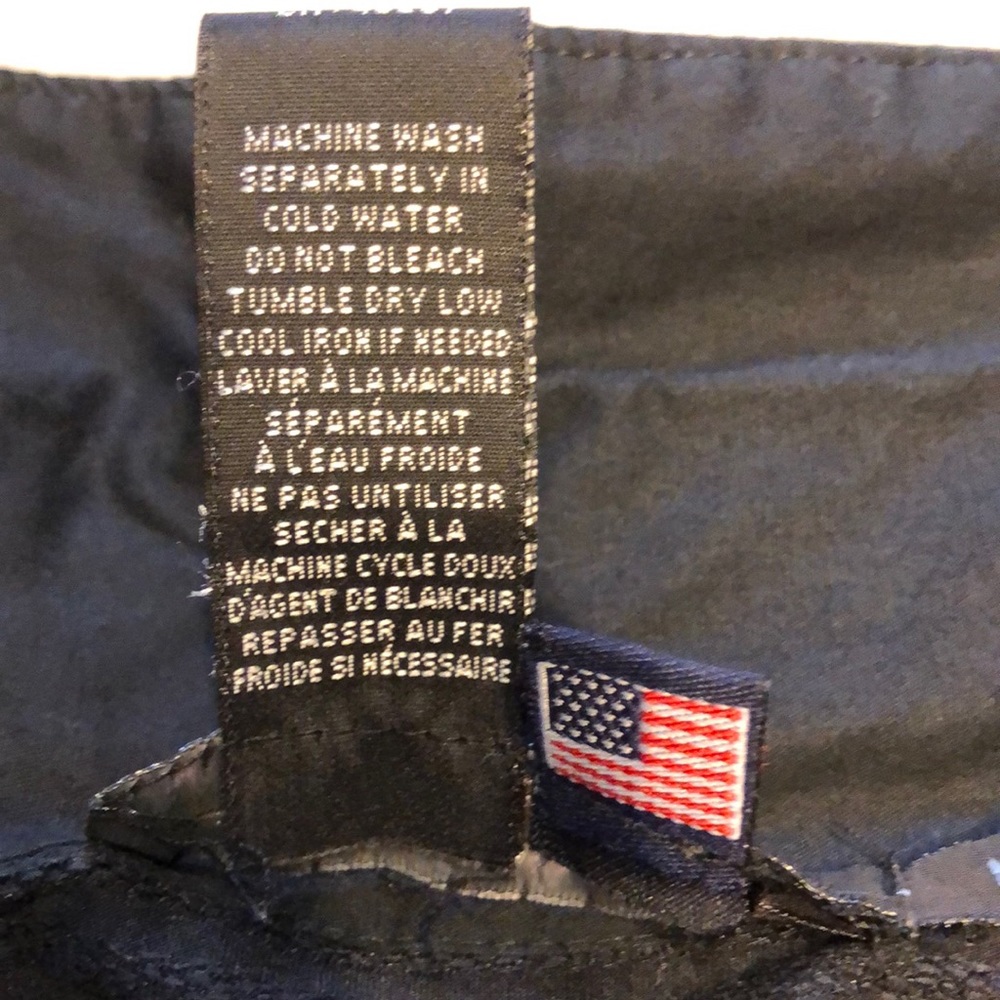 MACHINE WASH
SEPARATELY IN
COLD WATER
DO NOT BLEACH
TUMBLE DRY LOW
COOL IRON IF NEEDED
LAVER À LA MACHINE
SÉPARÉMENT
À L'EAU FROIDE
NE PAS UNTILISER
SECHER À LA
MACHINE CYCLE DOUX
D'AGENT DE BLANCHIR
REPASSER AU FER
FROIDE SI NÉCESSAIRE